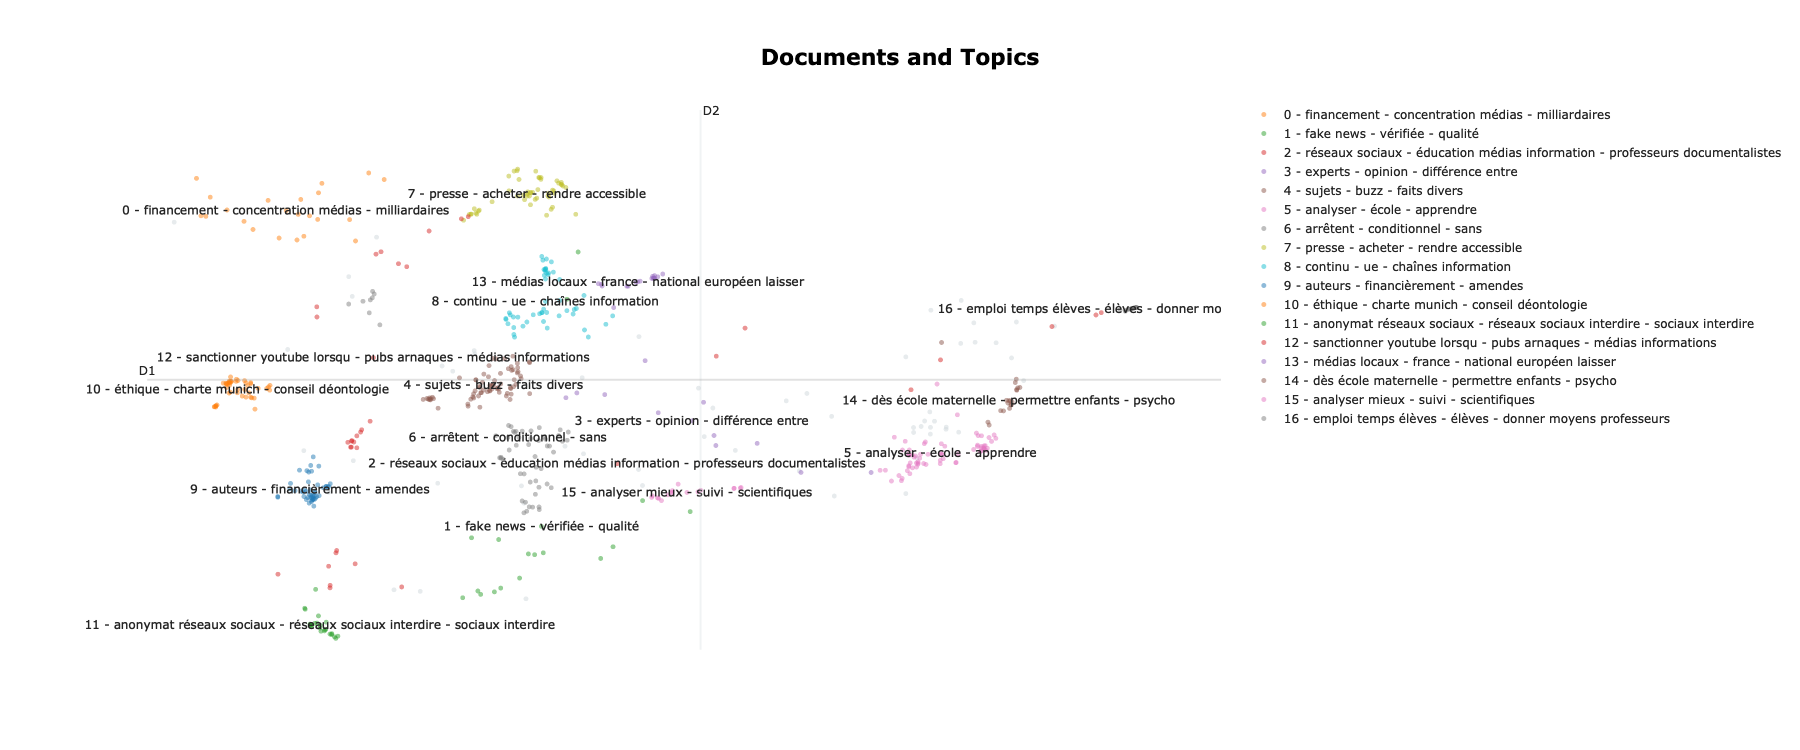 Documents and Topics
D2
0 - financement - concentration médias - milliardaires
1 - fake news - vérifiée - qualité
2 - réseaux sociaux - éducation médias information - professeurs documentalistes
3 - experts - opinion - différence entre
4 - sujets - buzz - faits divers
5 - analyser - école - apprendre
6 - arrêtent - conditionnel - sans
7 - presse - acheter - rendre accessible
8 - continu - ue - chaînes information
9 - auteurs - financièrement - amendes
10 - éthique - charte munich - conseil déontologie
11 - anonymat réseaux sociaux - réseaux sociaux interdire - sociaux interdire
12 - sanctionner youtube lorsqu - pubs arnaques - médias informations
13 - médias locaux - france - national européen laisser
14 - dès école maternelle - permettre enfants - psycho
15 - analyser mieux - suivi - scientifiques
16 - emploi temps élèves - élèves - donner moyens professeurs
7 - presse - acheter - rendre accessible
0 - financement - concentration médias - milliardaires
13 - médias locaux - france - national européen laisser
8 - continu - ue - chaînes information
16 - emploi temps élèves - élèves - donner mo
12 - sanctionner youtube lorsqu - pubs arnaques - médias informations
D1
4 - sujets - buzz - faits divers
10 - éthique - charte munich - conseil déontologie
14 - dès école maternelle - permettre enfants - psycho
3 - experts - opinion - différence entre
6 - arrêtent - conditionnel - sans
5 - analyser - école - apprendre
2 - réseaux sociaux - éducation médias information - professeurs documentalistes
9 - auteurs - financièrement - amendes
15 - analyser mieux - suivi - scientifiques
1 - fake news - vérifiée - qualité
11 - anonymat réseaux sociaux - réseaux sociaux interdire - sociaux interdire